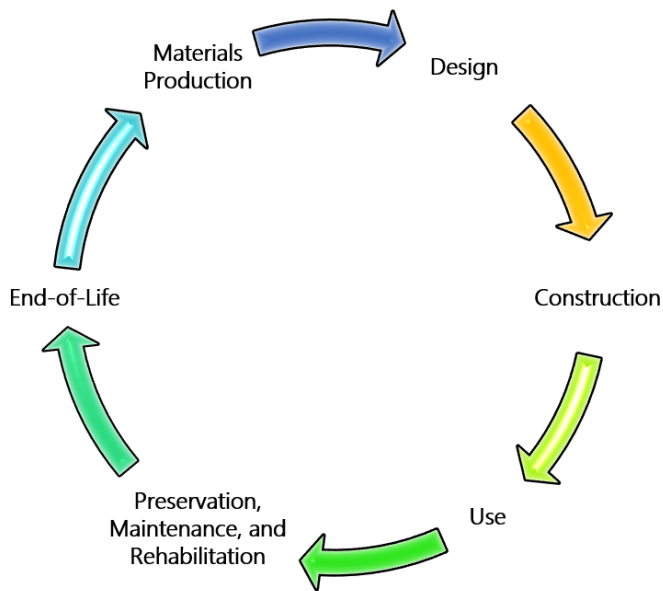 Materials
Production
Design
Construction
Use
Preservation,
Maintenance, and
Rehabilitation
End-of-Life